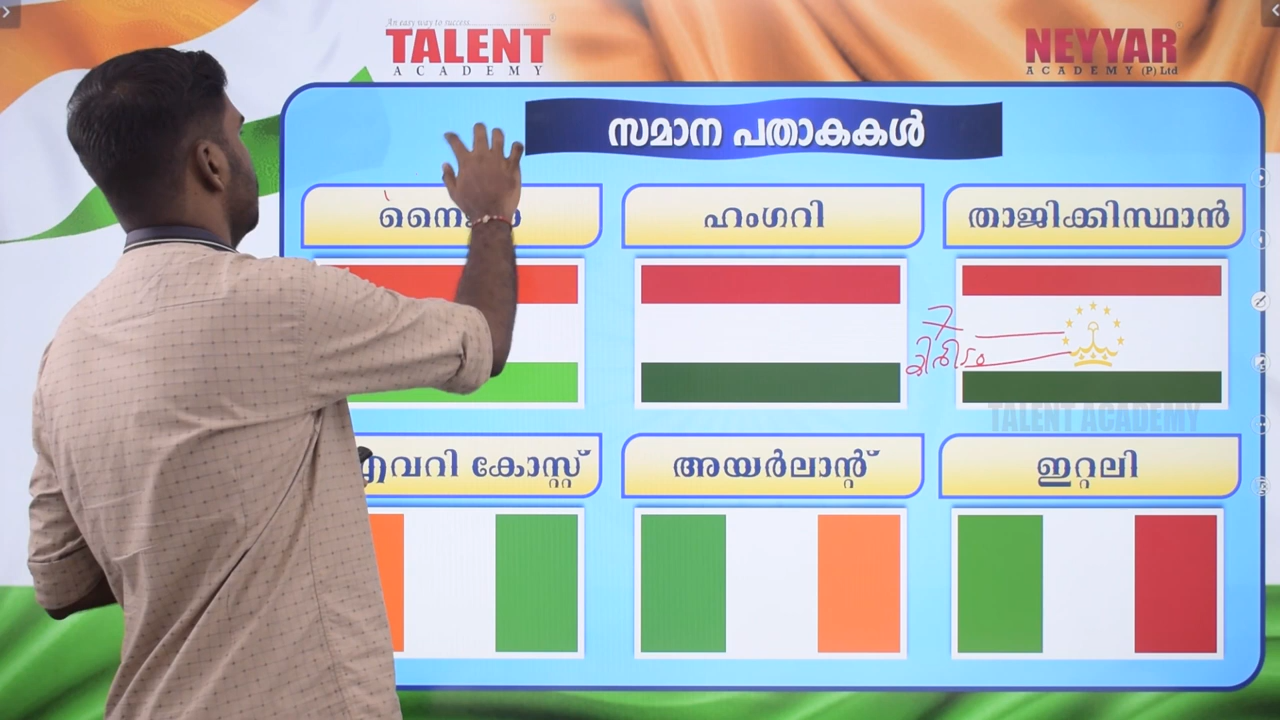 An easy way to success
TALENT
ACADEMY
NEYYAR
ACADEMY (P) Ltd
സമാന പതാകകൾ
ഹംഗറി
താജിക്കിസ്ഥാൻ
7
കിരീടം
TALENT ACADEMY
കോസ്റ്റ്
അയർലാന്റ്
ഇറ്റലി